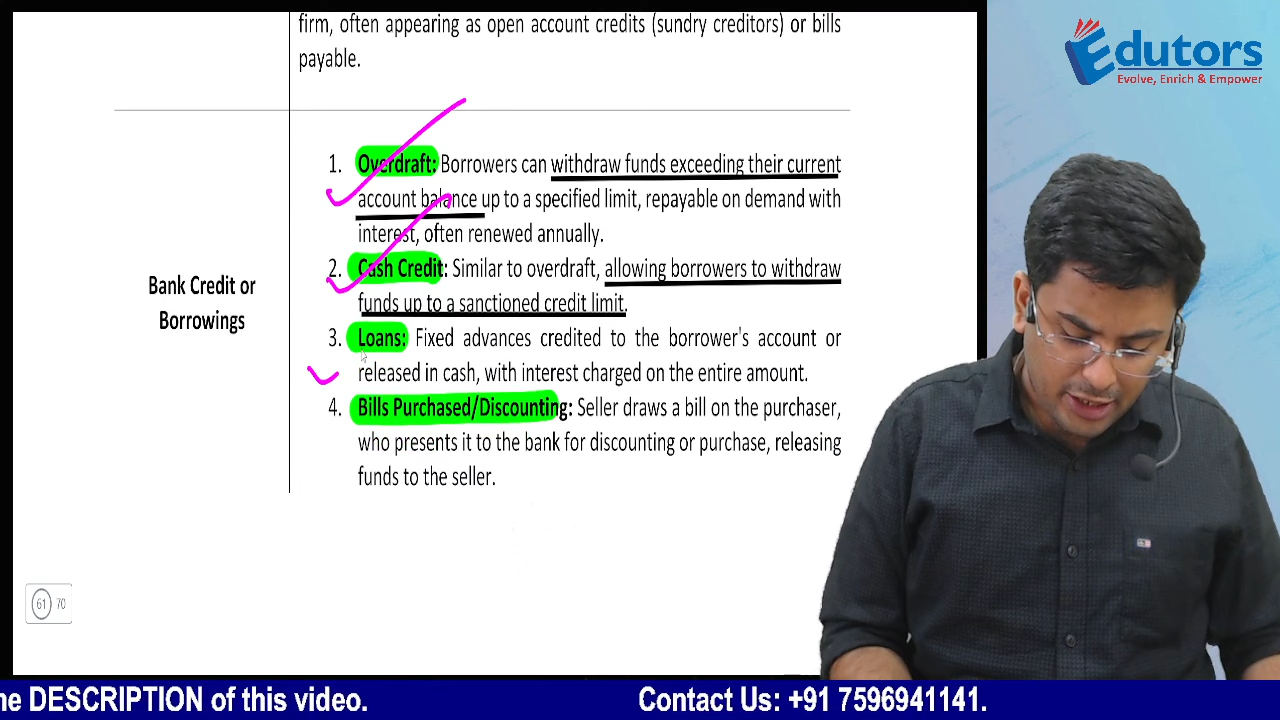 firm, often appearing as open account credits (sundry creditors) or bills
payable.
Edutors
Evolve, Enrich & Empower
Bank Credit or
Borrowings
1. Overdraft: Borrowers can withdraw funds exceeding their current
account balance up to a specified limit, repayable on demand with
interest, often renewed annually.
2. Cash Credit: Similar to overdraft, allowing borrowers to withdraw
funds up to a sanctioned credit limit.
3. Loans: Fixed advances credited to the borrower's account or
released in cash, with interest charged on the entire amount.
4. Bills Purchased/Discounting: Seller draws a bill on the purchaser,
who presents it to the bank for discounting or purchase, releasing
funds to the seller.
61 70
ne DESCRIPTION of this video. Contact Us: +91 7596941141.